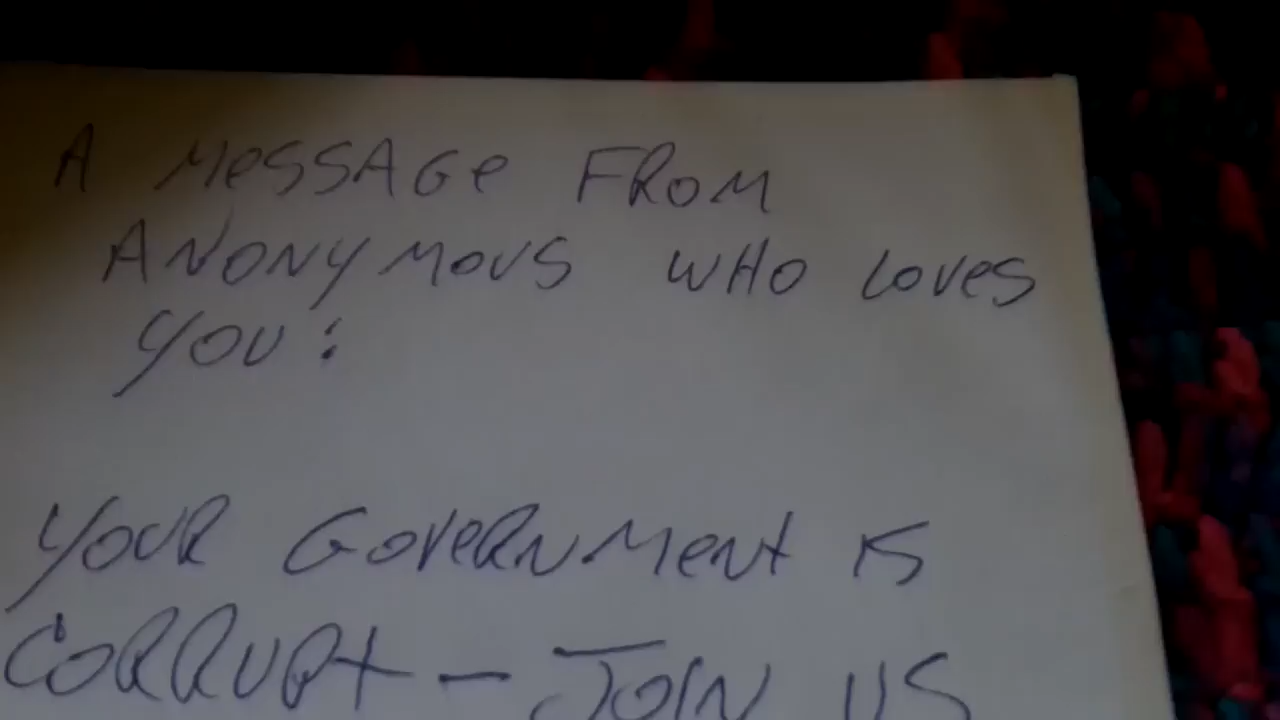 A MESSAGE FROM
ANONYMOUS WHO LOVES
YOU:
YOUR GOVERNMENT IS
CORRUPT - JOIN US